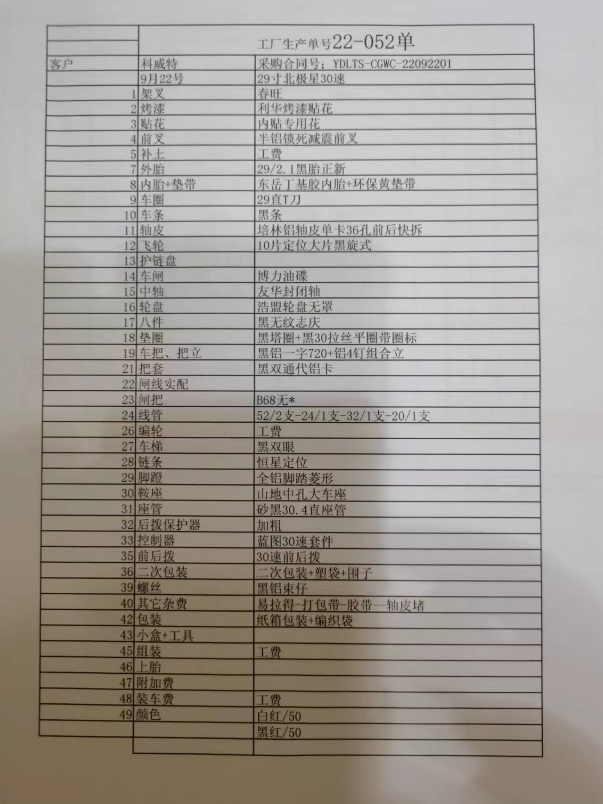 工厂生产单号22-052单
客户 科威特 采购合同号；YDLTS-CGWC-22092201
9月22号 29寸北极星30速
1 架叉 春旺
2 烤漆 利华烤漆贴花
3 贴花 内贴专用花
4 前叉 半铝锁死减震前叉
5 补土 工费
7 外胎 29/2.1黑胎正新
8 内胎+垫带 东岳丁基胶内胎+环保黄垫带
9 车圈 29直T刀
10 车条 黑条
11 轴皮 培林铝轴皮单卡36孔前后快拆
12 飞轮 10片定位大片黑旋式
13 护链盘
14 车闸 博力油碟
15 中轴 友华封闭轴
16 轮盘 浩盟轮盘无罩
17 八件 黑无纹志庆
18 垫圈 黑塔圈+黑30拉丝平圈带圈标
19 车把、把立 黑铝一字720+铝4钉组合立
21 把套 黑双通代铝卡
22 闸线实配
23 闸把 B68无*
24 线管 52/2支-24/1支-32/1支-20/1支
26 编轮 工费
27 车梯 黑双眼
28 链条 恒星定位
29 脚蹬 全铝脚踏菱形
30 鞍座 山地中孔大车座
31 座管 砂黑30.4直座管
32 后拨保护器 加粗
33 控制器 蓝图30速套件
35 前后拨 30速前后拨
36 二次包装 二次包装+塑袋+围子
39 螺丝 黑铝束仔
40 其它杂费 易拉得-打包带-胶带--轴皮堵
42 包装 纸箱包装+编织袋
43 小盒+工具
45 组装 工费
46 上胎
47 附加费
48 装车费 工费
49 颜色 白红/50
黑红/50